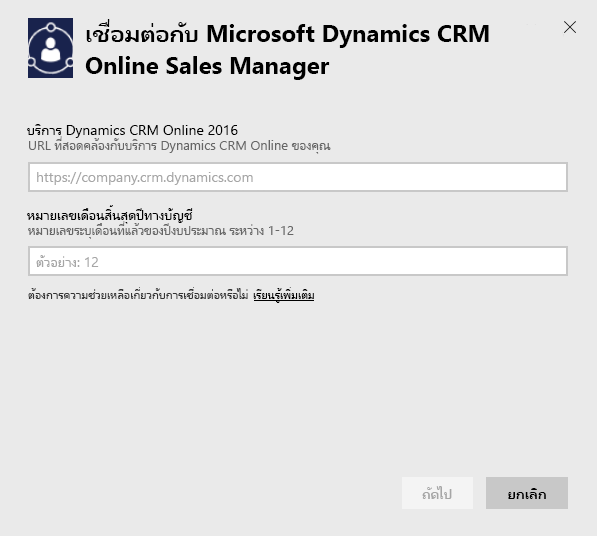 เชื่อมต่อกับ Microsoft Dynamics CRM
Online Sales Manager
บริการ Dynamics CRM Online 2016
URL ที่สอดคล้องกับบริการ Dynamics CRM Online ของคุณ
https://company.crm.dynamics.com
หมายเลขเดือนสิ้นสุดปีทางบัญชี
หมายเลขระบุเดือนที่แล้วของปีงบประมาณ ระหว่าง 1-12
ตัวอย่าง: 12
ต้องการความช่วยเหลือเกี่ยวกับการเชื่อมต่อหรือไม่ เรียนรู้เพิ่มเติม
ถัดไป
ยกเลิก